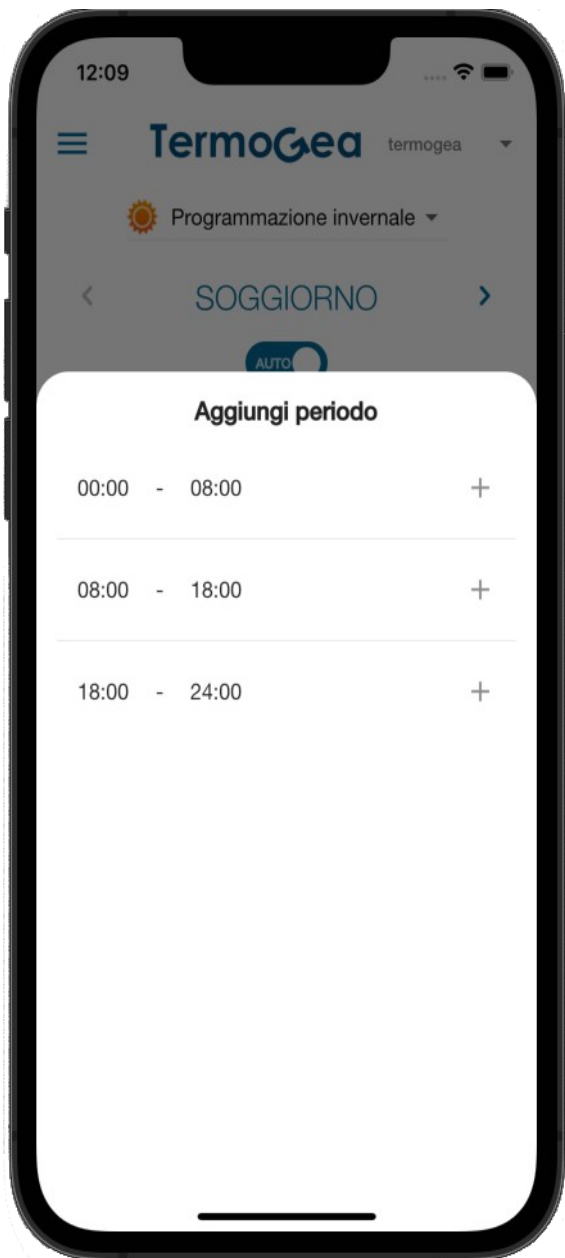 12:09
TermoGea termogea
Programmazione invernale
SOGGIORNO
AUTO
Aggiungi periodo
00:00 - 08:00 +
08:00 - 18:00 +
18:00 - 24:00 +